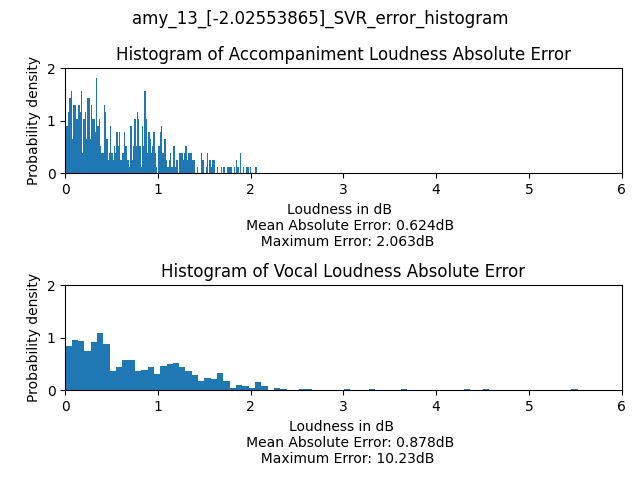 amy_13_[-2.02553865]_SVR_error_histogram
Histogram of Accompaniment Loudness Absolute Error
Probability density
2
1
0
0 1 2 3 4 5 6
Loudness in dB
Mean Absolute Error: 0.624dB
Maximum Error: 2.063dB
Histogram of Vocal Loudness Absolute Error
Probability density
2
1
0
0 1 2 3 4 5 6
Loudness in dB
Mean Absolute Error: 0.878dB
Maximum Error: 10.23dB